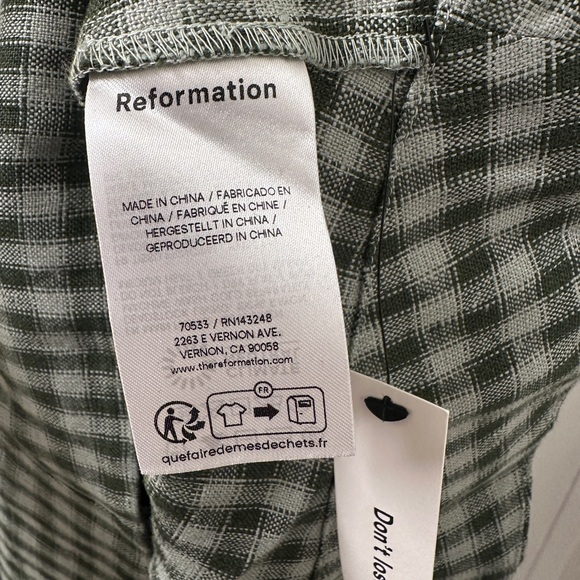 Reformation
MADE IN CHINA / FABRICADO EN
CHINA / FABRIQUÉ EN CHINE /
HERGESTELLT IN CHINA /
GEPRODUCEERD IN CHINA
70533 / RN143248
2263 E VERNON AVE.
VERNON, CA 90058
www.thereformation.com
FR
quefairedemesdechets.fr
Don't los